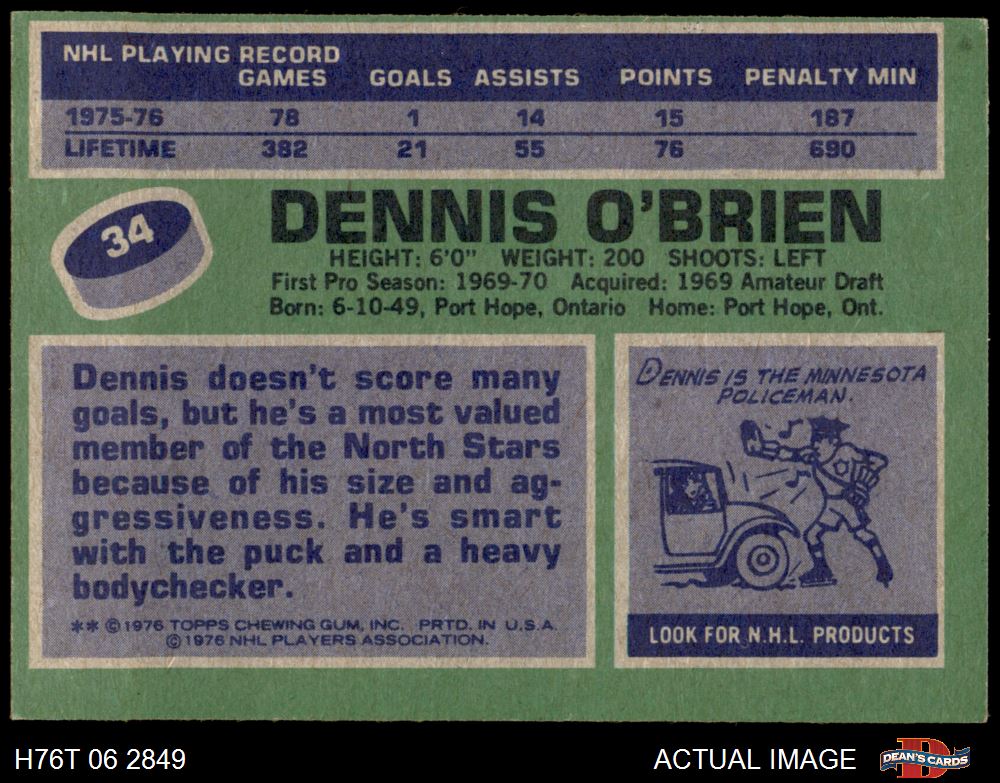 NHL PLAYING RECORD
GAMES GOALS ASSISTS POINTS PENALTY MIN
1975-76 78 1 14 15 187
LIFETIME 382 21 55 76 690
34
DENNIS O'BRIEN
HEIGHT: 6'0" WEIGHT: 200 SHOOTS: LEFT
First Pro Season: 1969-70 Acquired: 1969 Amateur Draft
Born: 6-10-49, Port Hope, Ontario Home: Port Hope, Ont.
Dennis doesn't score many
goals, but he's a most valued
member of the North Stars
because of his size and ag-
gressiveness. He's smart
with the puck and a heavy
bodychecker.
** ©1976 TOPPS CHEWING GUM, INC. PRTD. IN U.S.A.
©1976 NHL PLAYERS ASSOCIATION.
DENNIS IS THE MINNESOTA
POLICEMAN.
LOOK FOR N.H.L. PRODUCTS
H76T 06 2849
ACTUAL IMAGE
DEAN'S CARDS